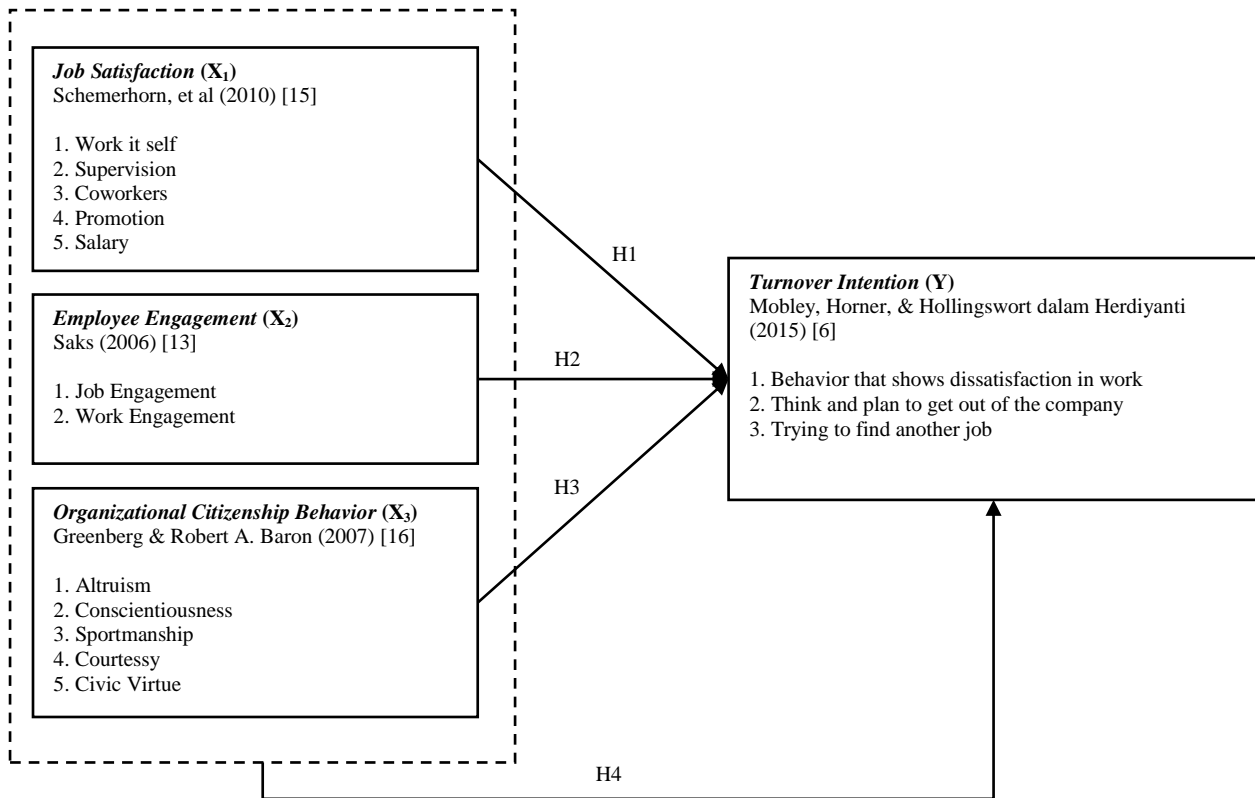 Job Satisfaction (X₁)
Schemerhorn, et al (2010) [15]
1. Work it self
2. Supervision
3. Coworkers
4. Promotion
5. Salary
Employee Engagement (X₂)
Saks (2006) [13]
1. Job Engagement
2. Work Engagement
Organizational Citizenship Behavior (X₃)
Greenberg & Robert A. Baron (2007) [16]
1. Altruism
2. Conscientiousness
3. Sportmanship
4. Courtessy
5. Civic Virtue
H1
H2
H3
H4
Turnover Intention (Y)
Mobley, Horner, & Hollingswort dalam Herdiyanti
(2015) [6]
1. Behavior that shows dissatisfaction in work
2. Think and plan to get out of the company
3. Trying to find another job